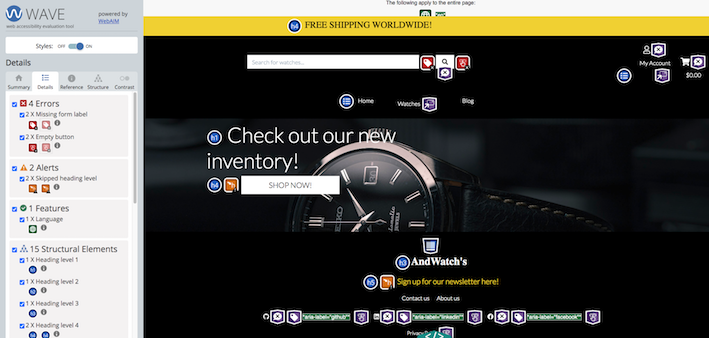 WAVE
web accessibility evaluation tool
powered by
WebAIM
Styles: OFF ON
Details
Summary Details Reference Structure Contrast
4 Errors
2 X Missing form label
2 X Empty button
2 Alerts
2 X Skipped heading level
1 Features
1 X Language
15 Structural Elements
1 X Heading level 1
1 X Heading level 2
1 X Heading level 3
2 X Heading level 4
The following apply to the entire page:
h4 FREE SHIPPING WORLDWIDE!
Search for watches...
My Account
$0.00
Home Watches Blog
h1 Check out our new
inventory!
h4 SHOP NOW!
SEIKO
h3 AndWatch's
h5 Sign up for our newsletter here!
Contact us About us
*aria-label="github"* *aria-label="linkedin"* *aria-label="facebook"*